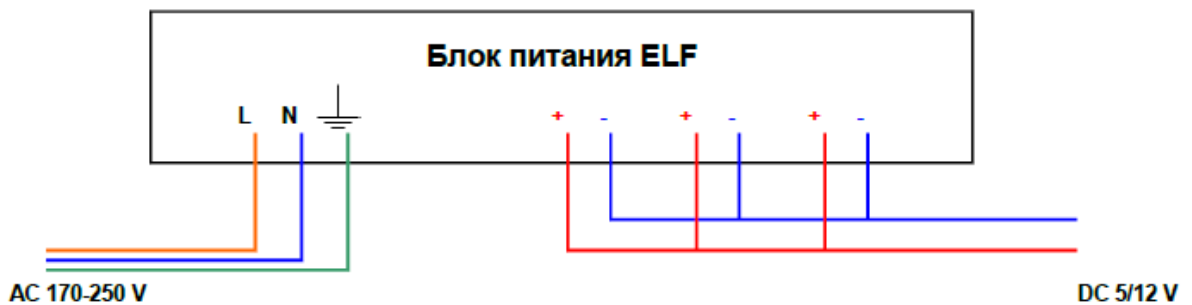 Блок питания ELF
L N + - + - + -
AC 170-250 V DC 5/12 V